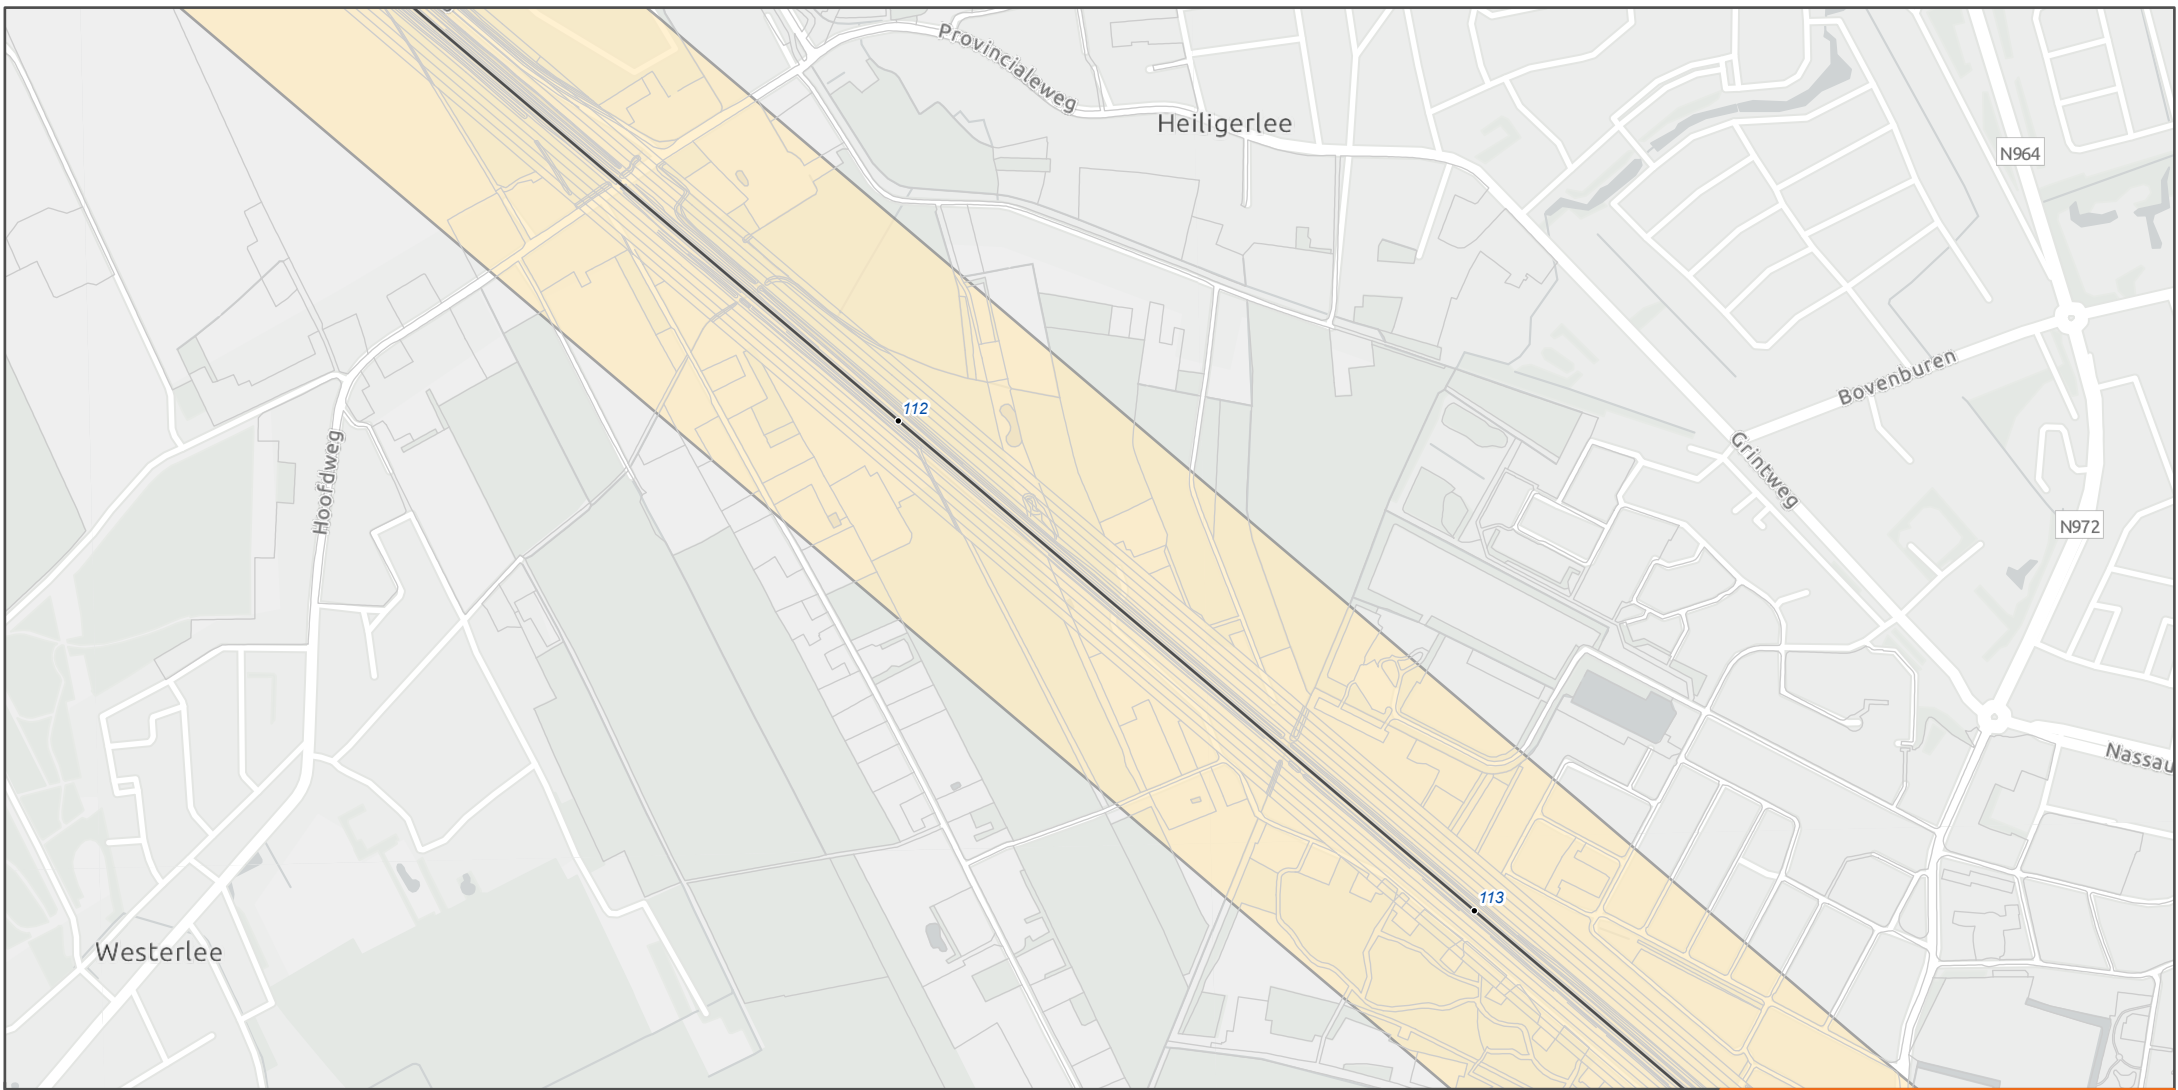 Provincialeweg
Heiligerlee
N964
Bovenburen
112
Hoofdweg
Grintweg
N972
Nassau
113
Westerlee